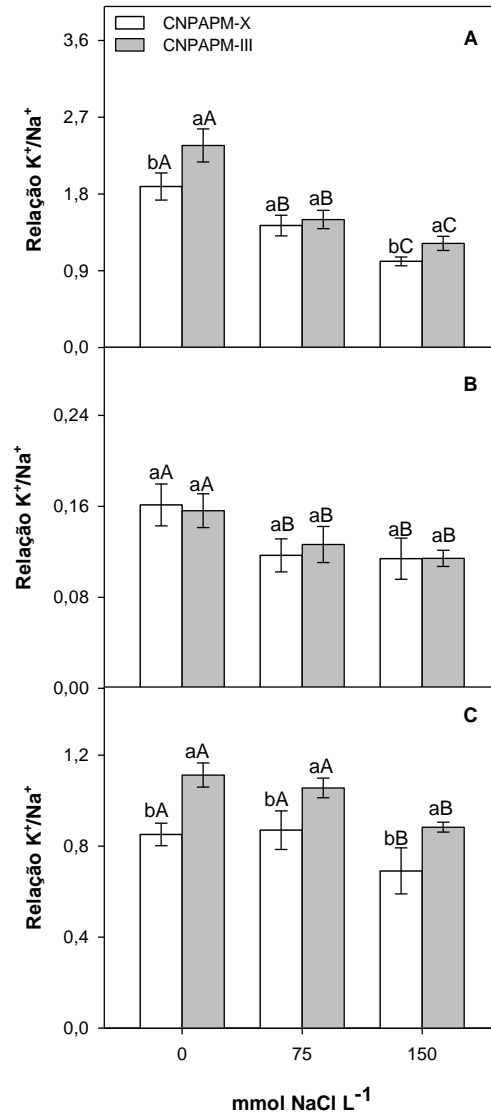 CNPAPM-X
CNPAPM-III
A
Relação K⁺/Na⁺
3,6
2,7
1,8
0,9
0,0
bA
aA
aB
aB
bC
aC
B
Relação K⁺/Na⁺
0,24
0,16
0,08
0,00
aA
aA
aB
aB
aB
aB
C
Relação K⁺/Na⁺
1,2
0,8
0,4
0,0
bA
aA
bA
aA
bB
aB
0
75
150
mmol NaCl L⁻¹